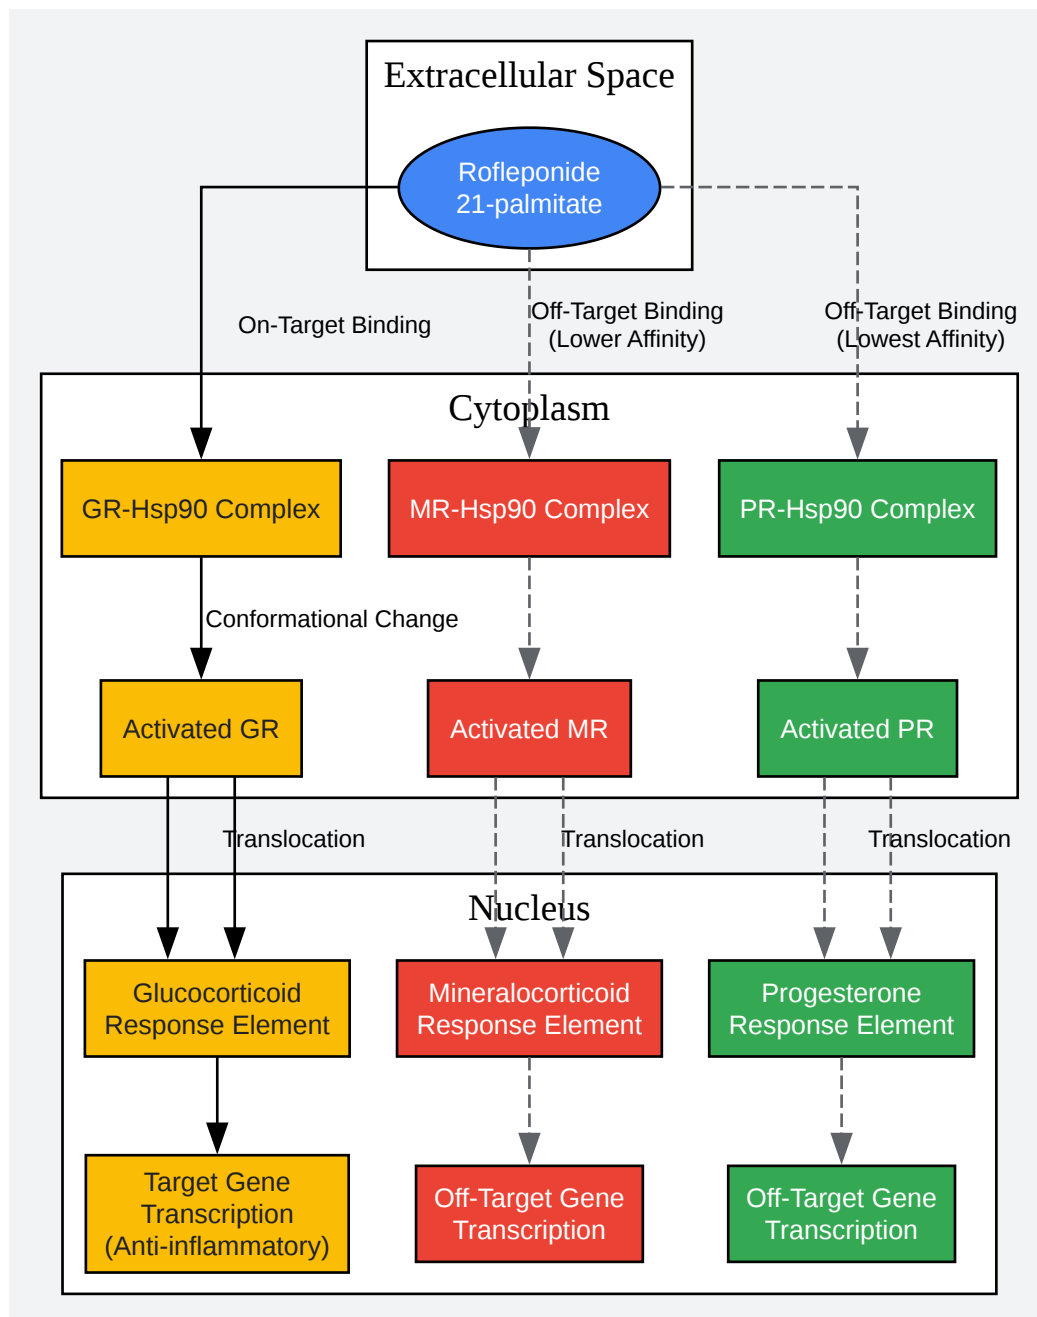 Extracellular Space
Rofleponide
21-palmitate
On-Target Binding
Off-Target Binding
(Lower Affinity)
Off-Target Binding
(Lowest Affinity)
Cytoplasm
GR-Hsp90 Complex
MR-Hsp90 Complex
PR-Hsp90 Complex
Conformational Change
Activated GR
Activated MR
Activated PR
Translocation
Translocation
Translocation
Nucleus
Glucocorticoid
Response Element
Mineralocorticoid
Response Element
Progesterone
Response Element
Target Gene
Transcription
(Anti-inflammatory)
Off-Target Gene
Transcription
Off-Target Gene
Transcription